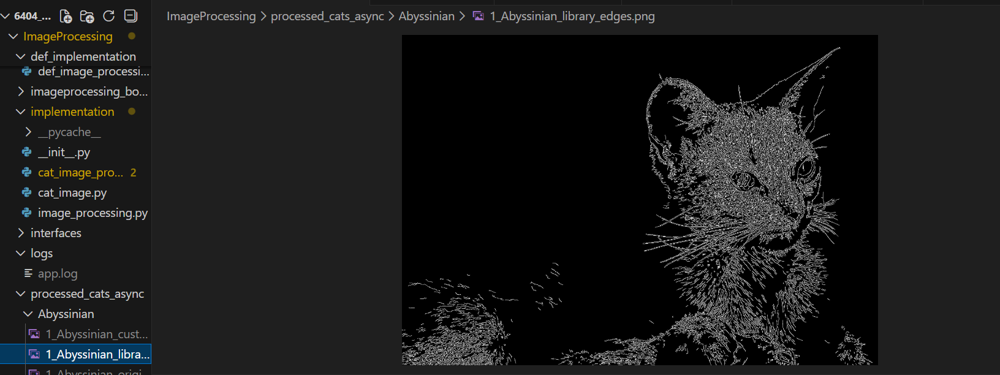 6404_...
ImageProcessing
def_implementation
def_image_processi...
imageprocessing_bo...
implementation
__pycache__
__init__.py
cat_image_pro... 2
cat_image.py
image_processing.py
interfaces
logs
app.log
processed_cats_async
Abyssinian
1_Abyssinian_cust...
1_Abyssinian_libra...
1_Abyssinian_origi...
ImageProcessing > processed_cats_async > Abyssinian > 1_Abyssinian_library_edges.png